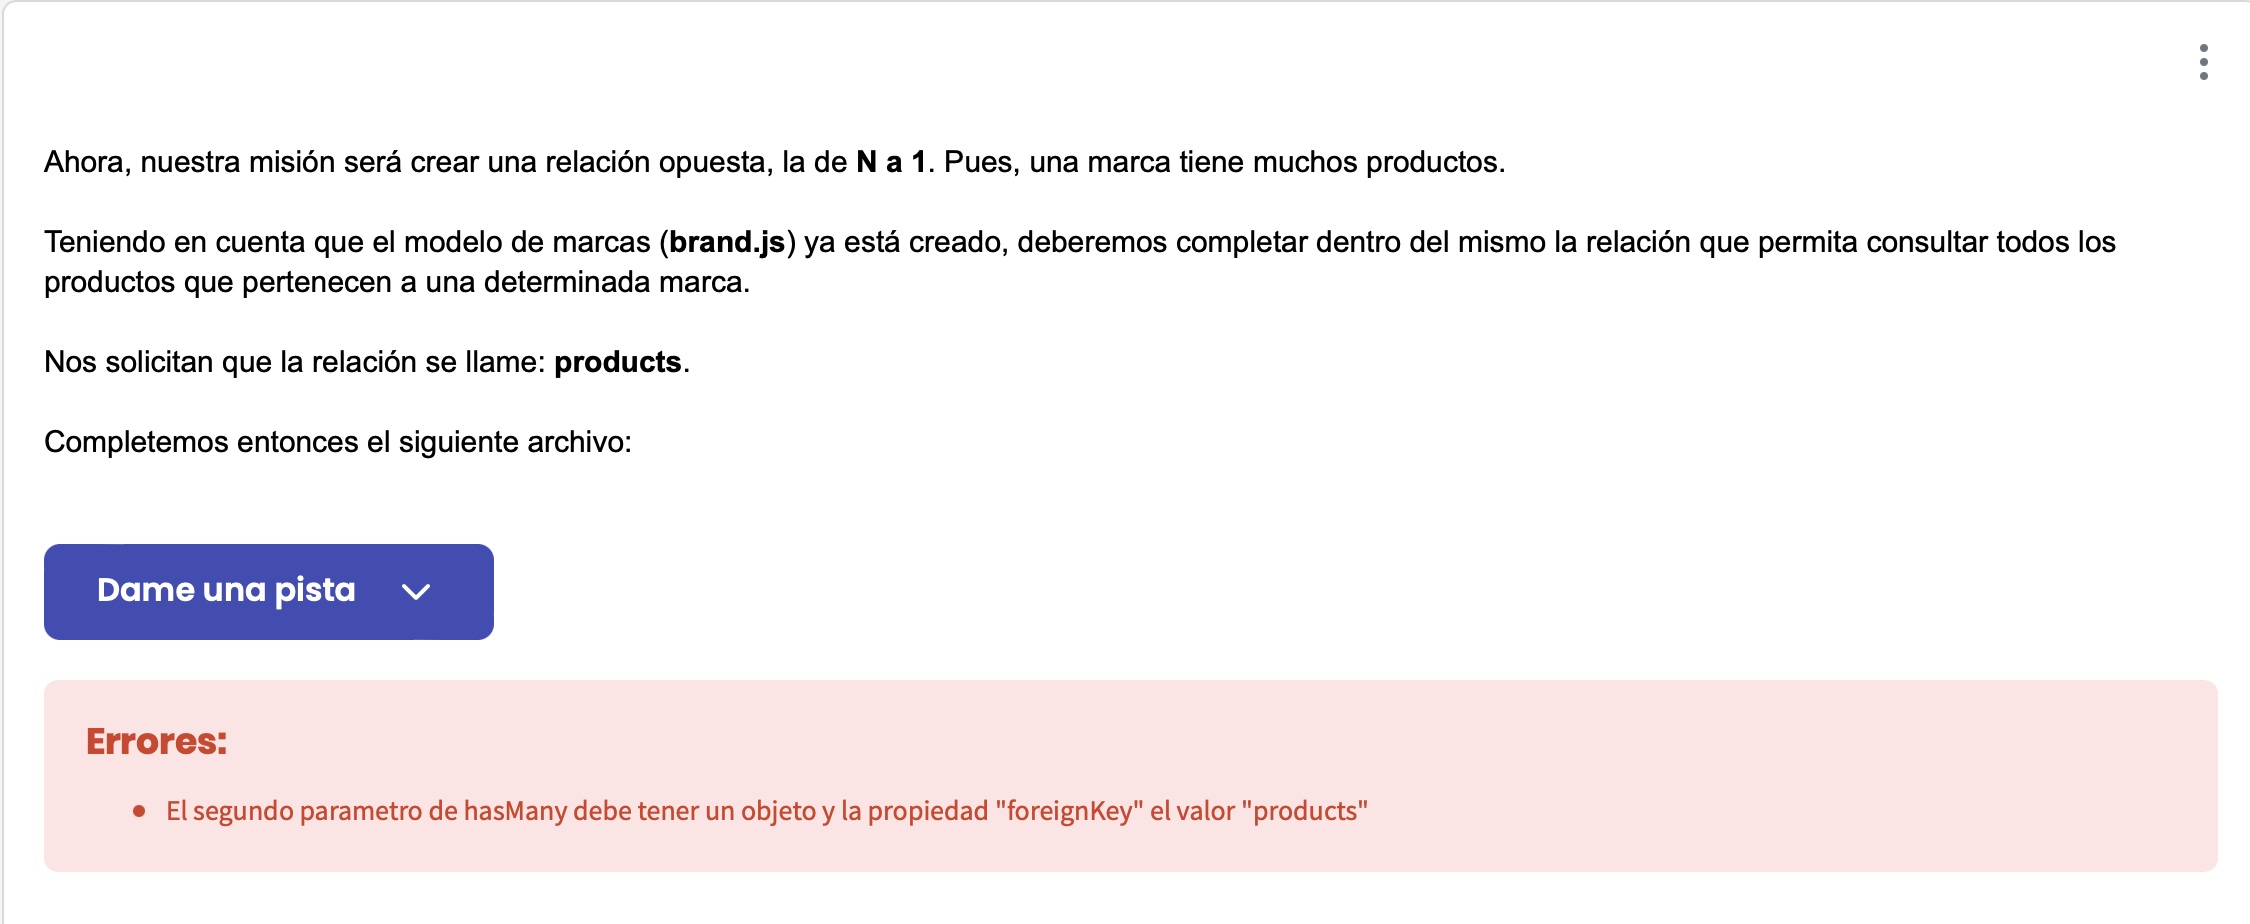 Ahora, nuestra misión será crear una relación opuesta, la de N a 1. Pues, una marca tiene muchos productos.
Teniendo en cuenta que el modelo de marcas (brand.js) ya está creado, deberemos completar dentro del mismo la relación que permita consultar todos los
productos que pertenecen a una determinada marca.
Nos solicitan que la relación se llame: products.
Completemos entonces el siguiente archivo:
Dame una pista
Errores:
El segundo parametro de hasMany debe tener un objeto y la propiedad "foreignKey" el valor "products"